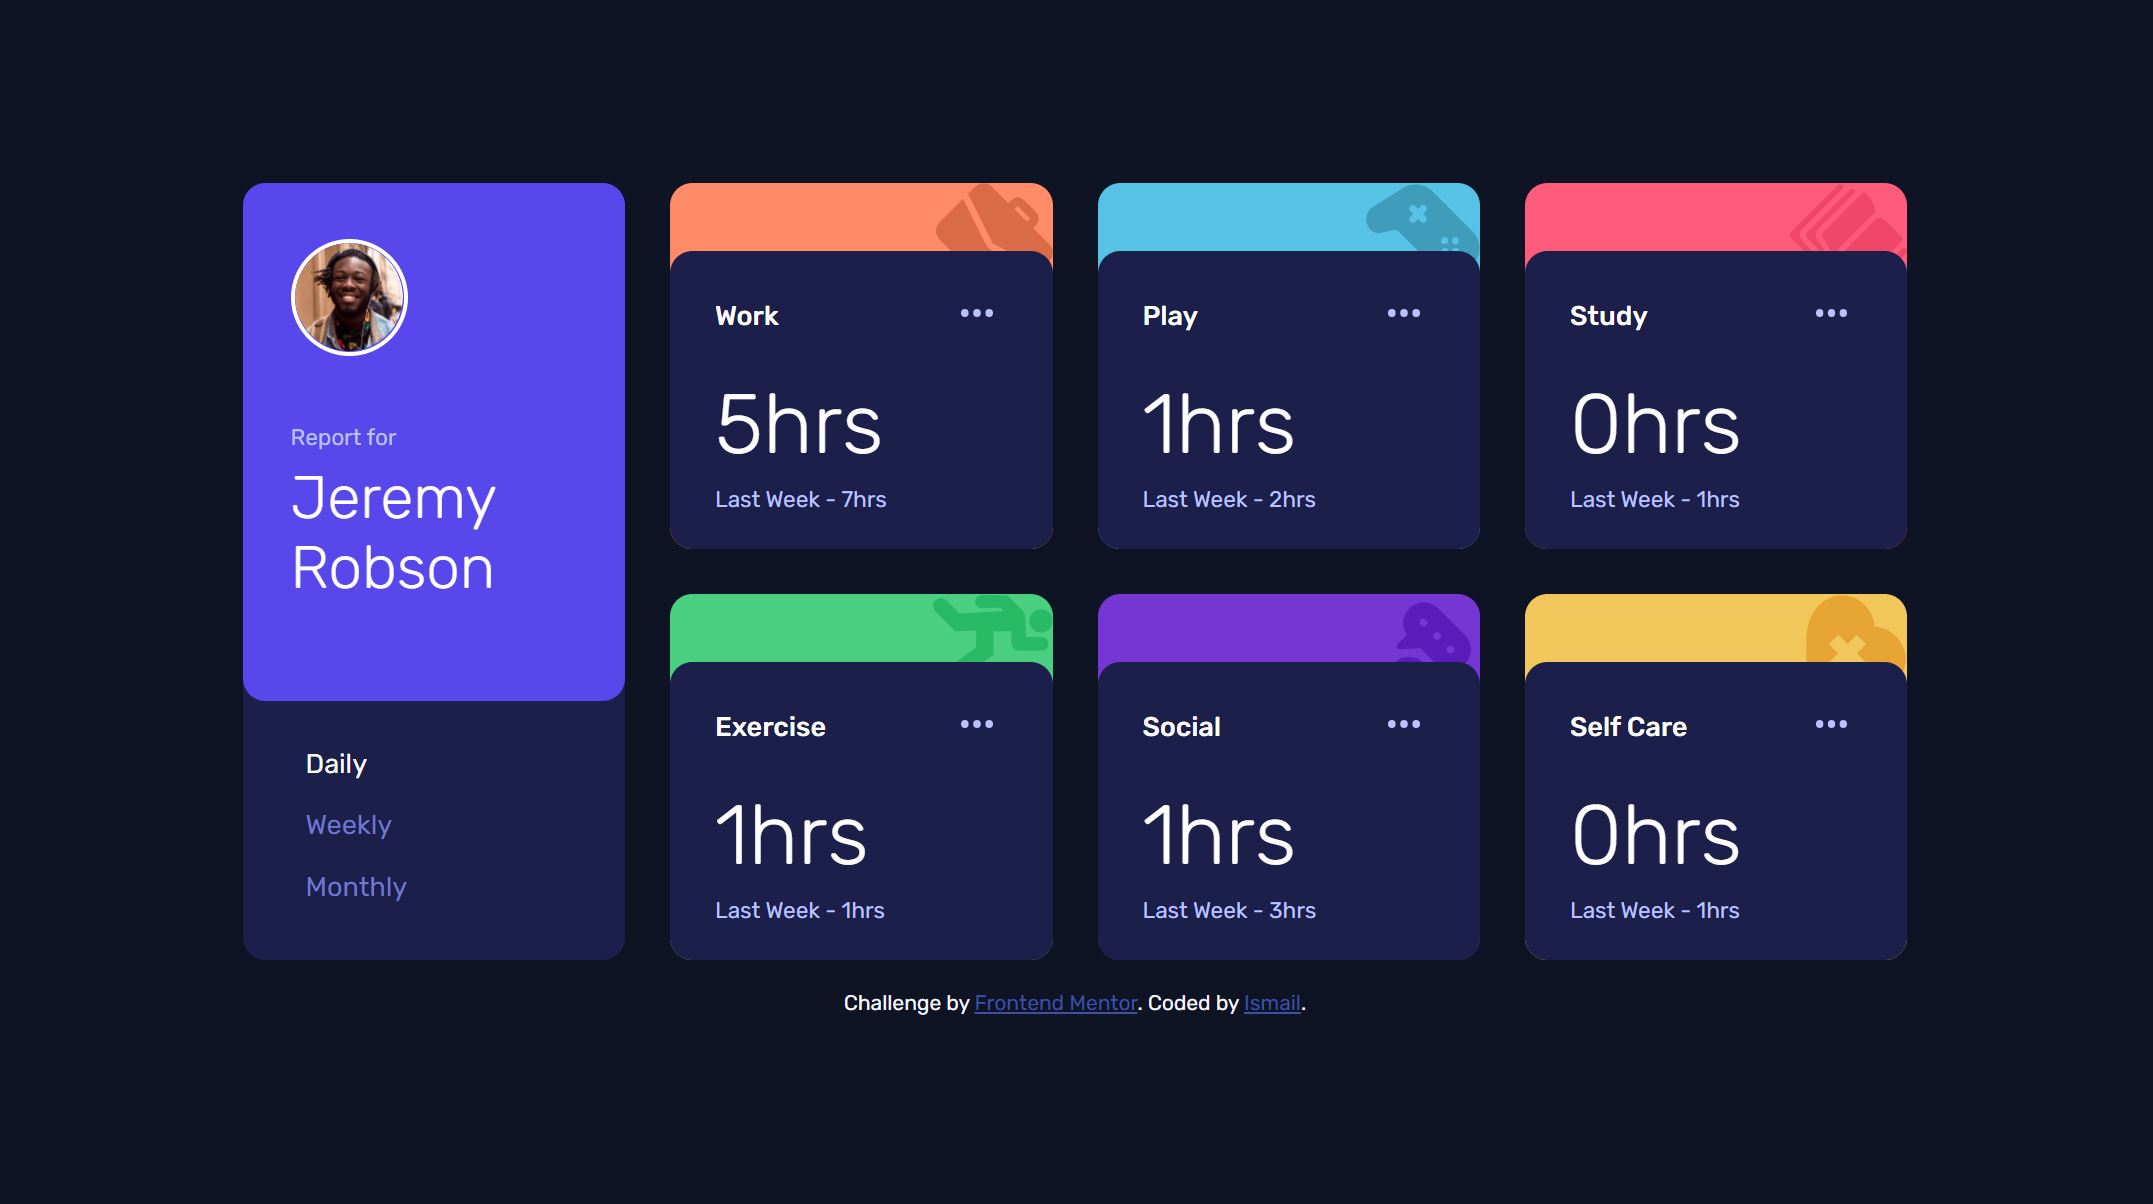 Report for
Jeremy
Robson
Daily
Weekly
Monthly
Work
5hrs
Last Week - 7hrs
Play
1hrs
Last Week - 2hrs
Study
0hrs
Last Week - 1hrs
Exercise
1hrs
Last Week - 1hrs
Social
1hrs
Last Week - 3hrs
Self Care
0hrs
Last Week - 1hrs
Challenge by Frontend Mentor. Coded by Ismail.